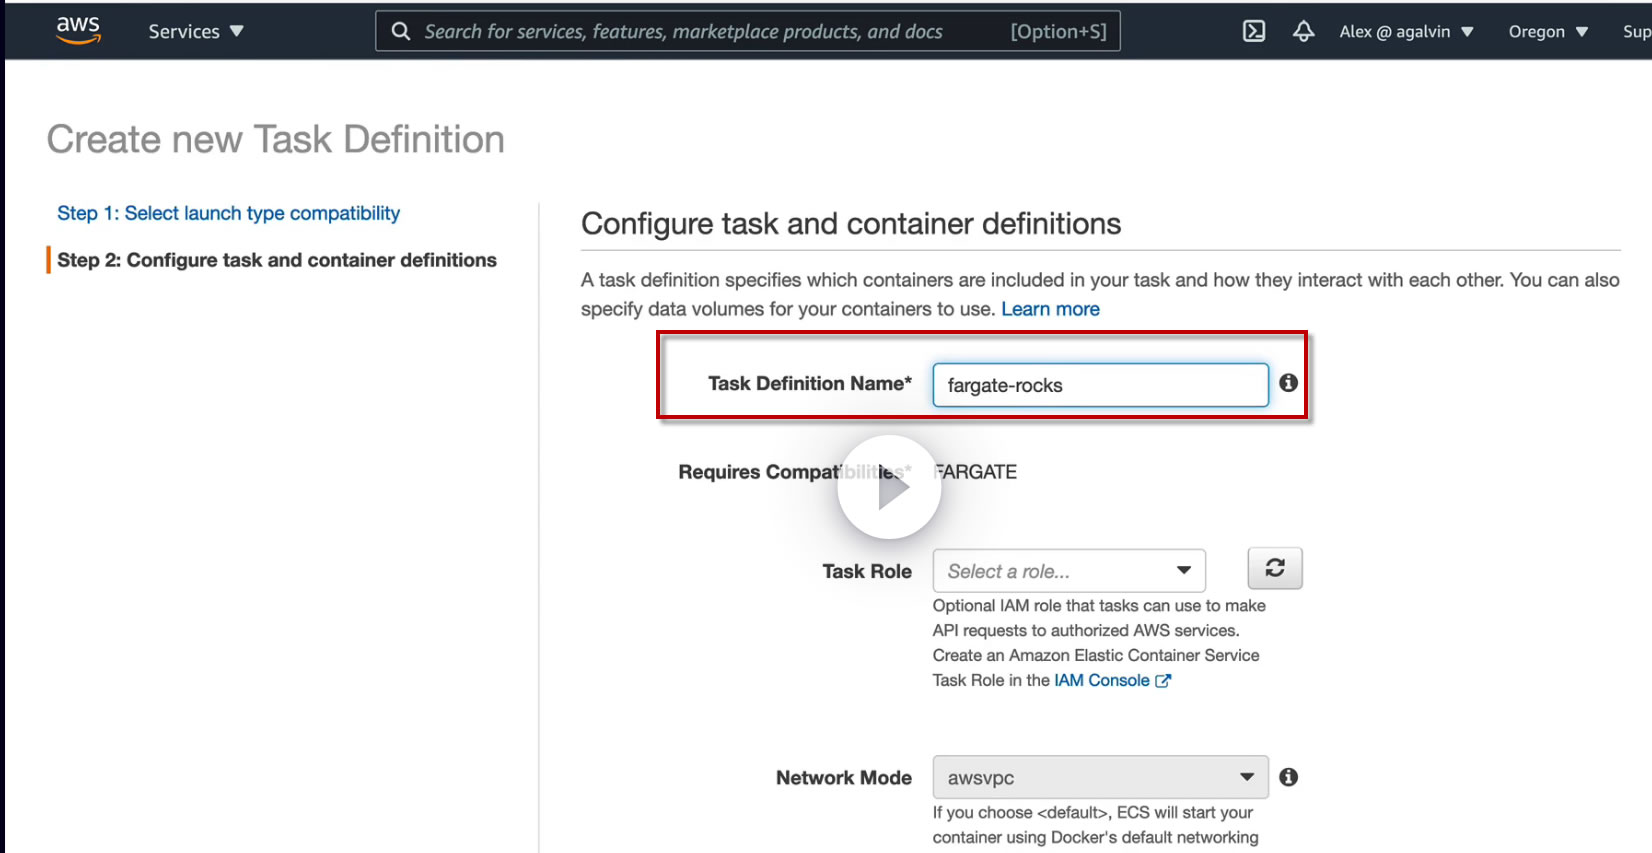 aws
Services
Search for services, features, marketplace products, and docs [Option+S]
Alex @ agalvin
Oregon
Sup
Create new Task Definition
Step 1: Select launch type compatibility
Step 2: Configure task and container definitions
Configure task and container definitions
A task definition specifies which containers are included in your task and how they interact with each other. You can also
specify data volumes for your containers to use. Learn more
Task Definition Name* fargate-rocks
Requires Compatibilities* FARGATE
Task Role Select a role...
Optional IAM role that tasks can use to make
API requests to authorized AWS services.
Create an Amazon Elastic Container Service
Task Role in the IAM Console
Network Mode awsvpc
If you choose <default>, ECS will start your
container using Docker's default networking